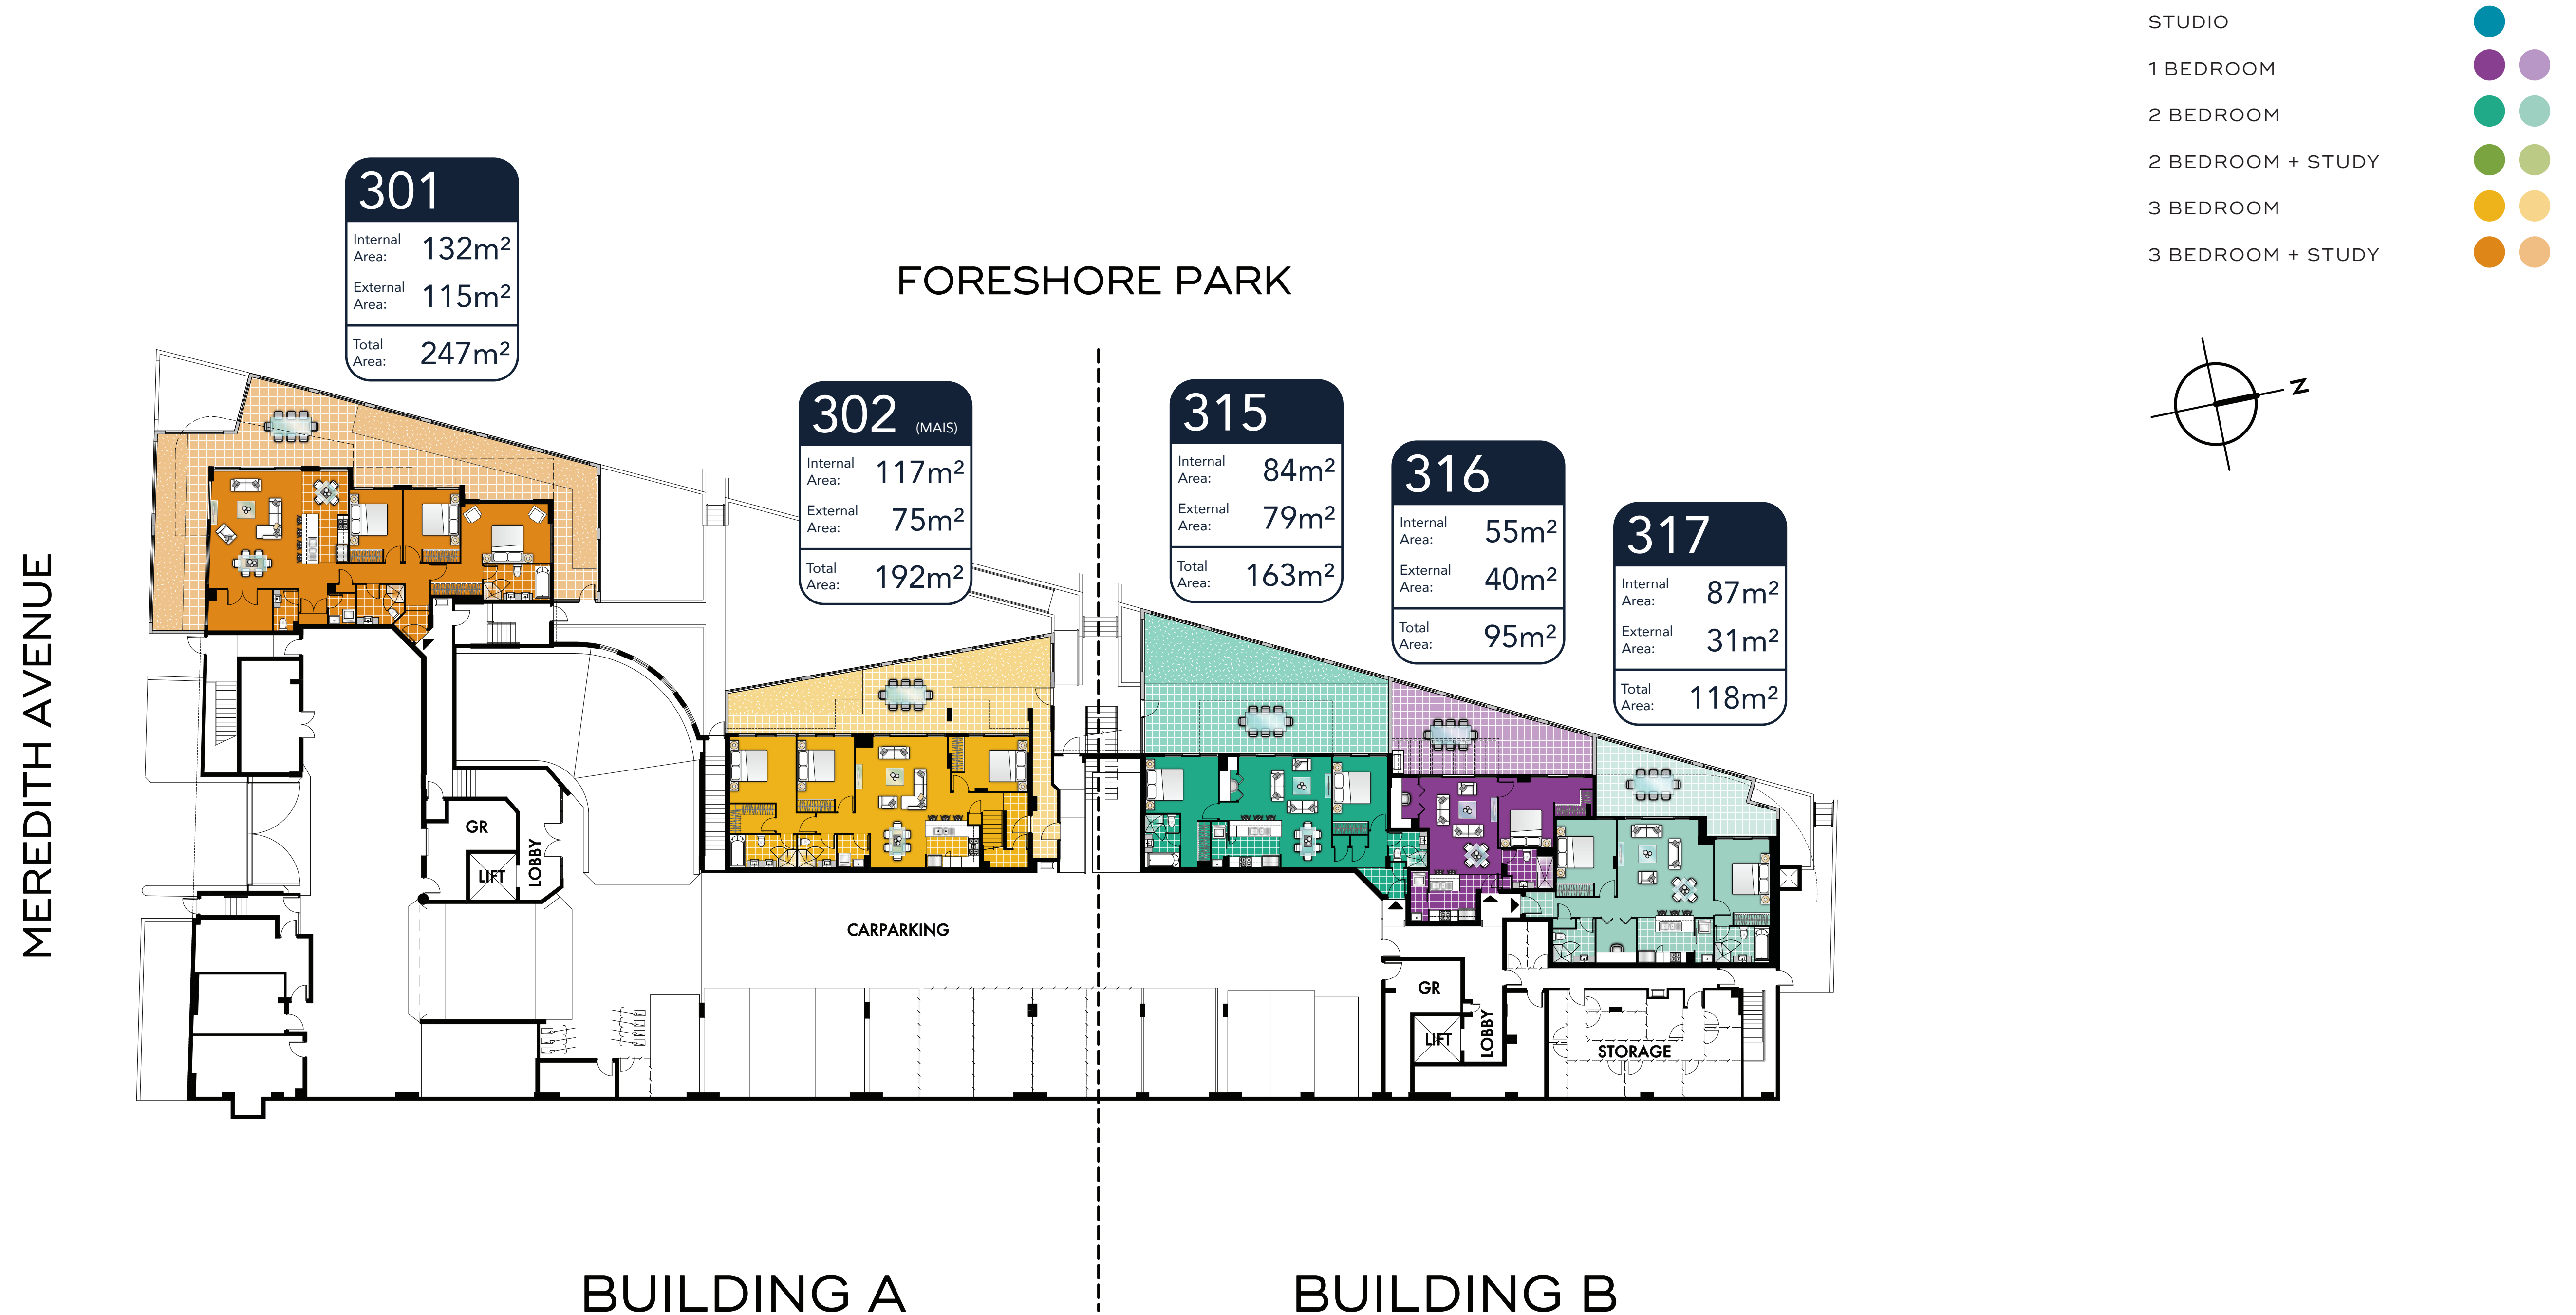 STUDIO
1 BEDROOM
2 BEDROOM
2 BEDROOM + STUDY
3 BEDROOM
3 BEDROOM + STUDY
N
FORESHORE PARK
MEREDITH AVENUE
301
Internal Area: 132m²
External Area: 115m²
Total Area: 247m²
302 (MAIS)
Internal Area: 117m²
External Area: 75m²
Total Area: 192m²
315
Internal Area: 84m²
External Area: 79m²
Total Area: 163m²
316
Internal Area: 55m²
External Area: 40m²
Total Area: 95m²
317
Internal Area: 87m²
External Area: 31m²
Total Area: 118m²
GR
LIFT
LOBBY
CARPARKING
GR
LIFT
LOBBY
STORAGE
BUILDING A
BUILDING B